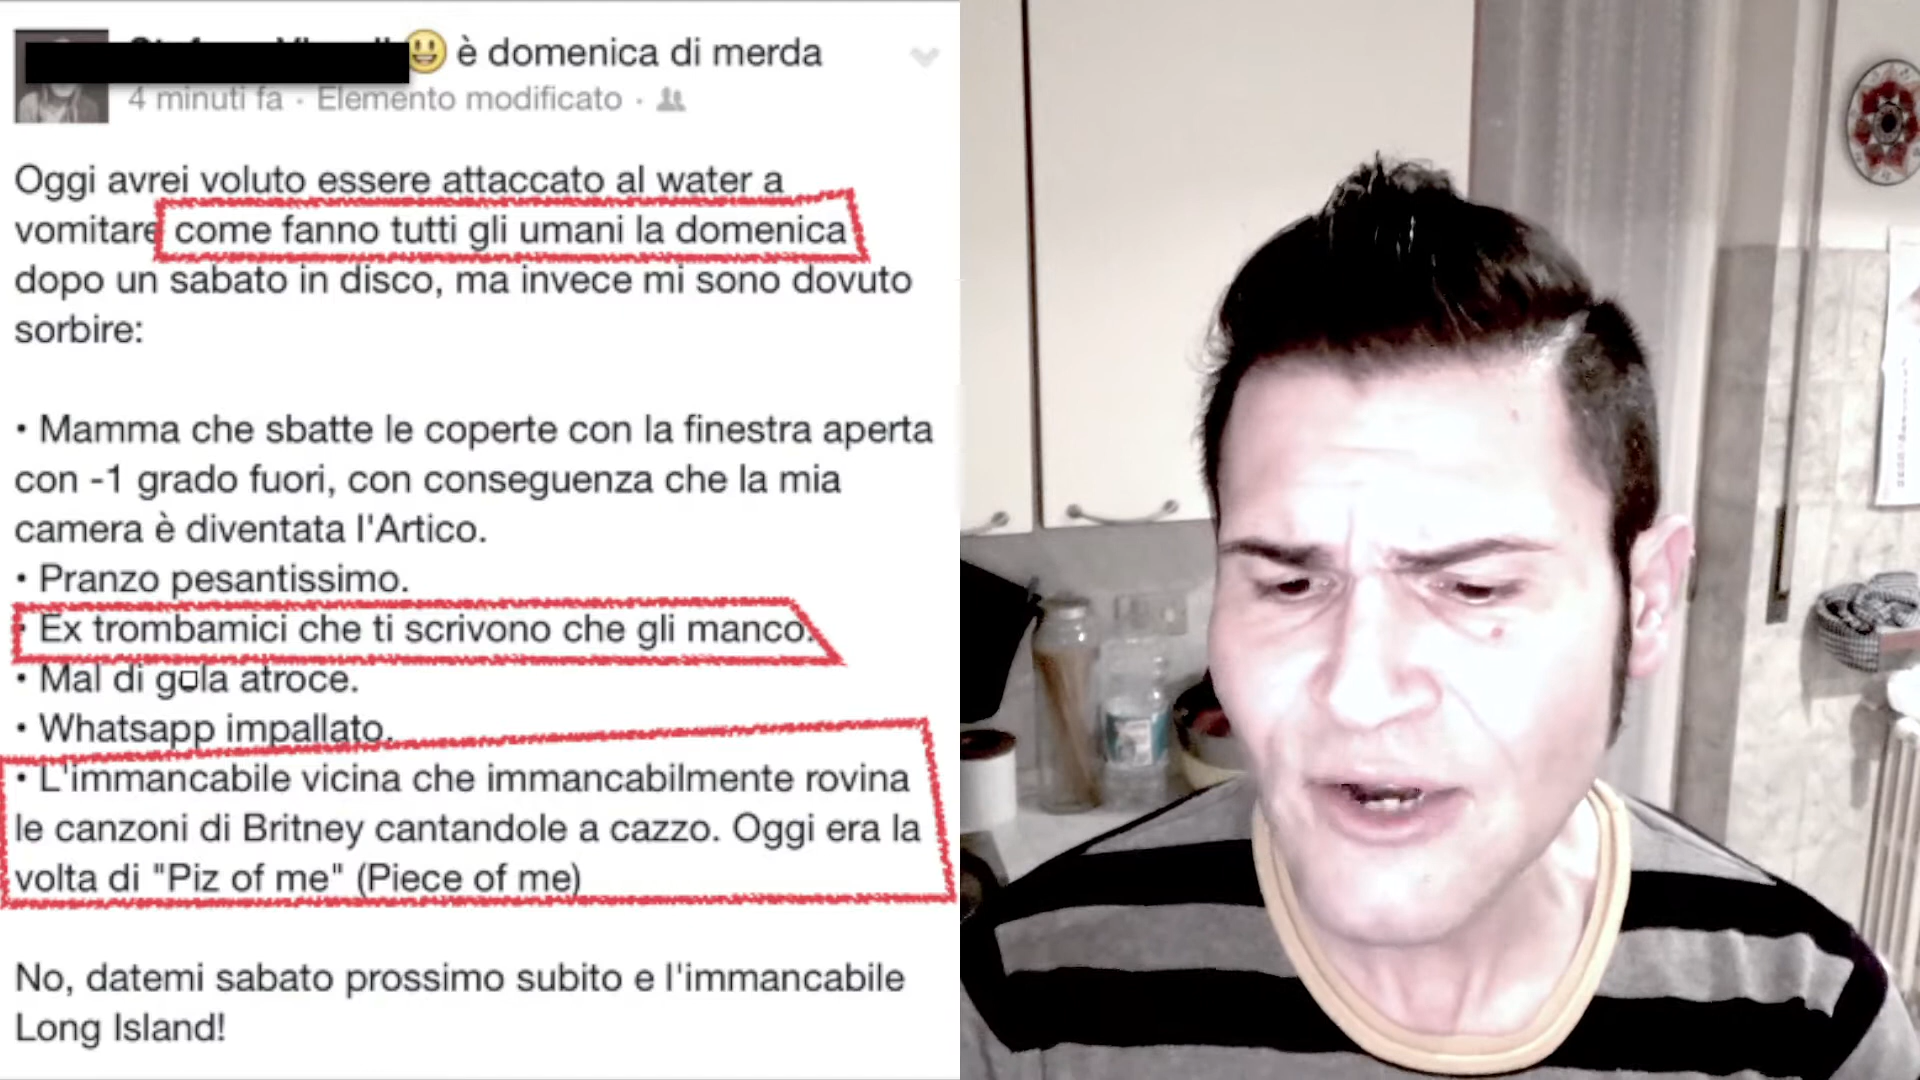 è domenica di merda
4 minuti fa · Elemento modificato ·
Oggi avrei voluto essere attaccato al water a
vomitare come fanno tutti gli umani la domenica
dopo un sabato in disco, ma invece mi sono dovuto
sorbire:
• Mamma che sbatte le coperte con la finestra aperta
con -1 grado fuori, con conseguenza che la mia
camera è diventata l'Artico.
• Pranzo pesantissimo.
• Ex trombamici che ti scrivono che gli manco.
• Mal di gola atroce.
• Whatsapp impallato.
• L'immancabile vicina che immancabilmente rovina
le canzoni di Britney cantandole a cazzo. Oggi era la
volta di "Piz of me" (Piece of me)
No, datemi sabato prossimo subito e l'immancabile
Long Island!